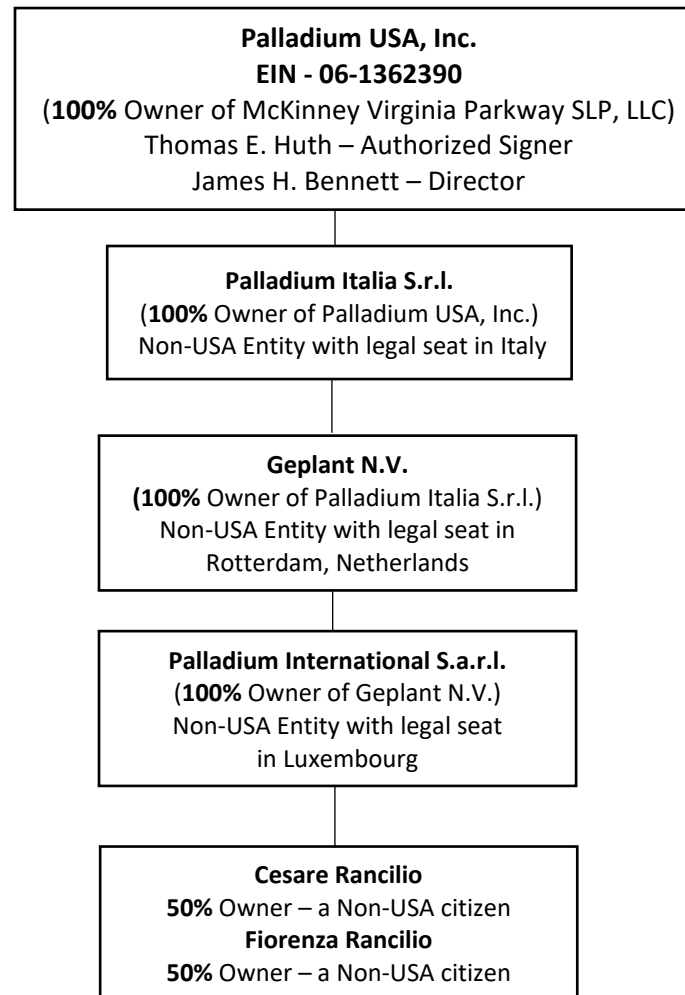 Palladium USA, Inc.
EIN - 06-1362390
(100% Owner of McKinney Virginia Parkway SLP, LLC)
Thomas E. Huth – Authorized Signer
James H. Bennett – Director
Palladium Italia S.r.l.
(100% Owner of Palladium USA, Inc.)
Non-USA Entity with legal seat in Italy
Geplant N.V.
(100% Owner of Palladium Italia S.r.l.)
Non-USA Entity with legal seat in
Rotterdam, Netherlands
Palladium International S.a.r.l.
(100% Owner of Geplant N.V.)
Non-USA Entity with legal seat
in Luxembourg
Cesare Rancilio
50% Owner – a Non-USA citizen
Fiorenza Rancilio
50% Owner – a Non-USA citizen